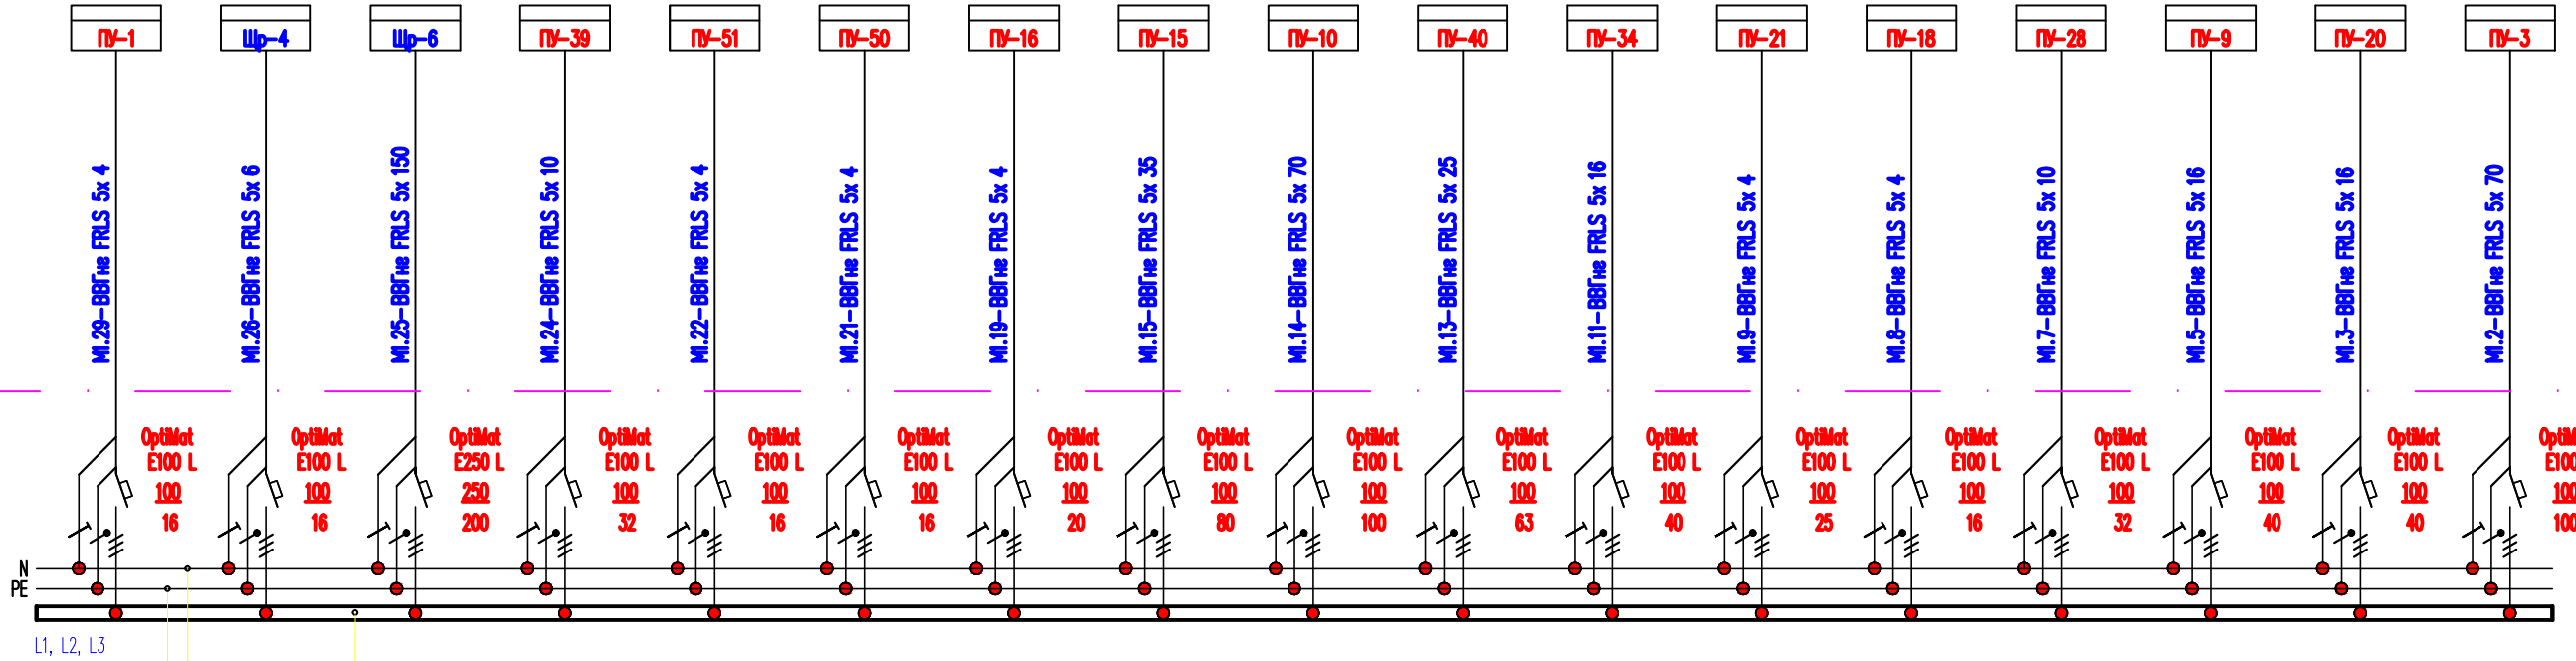 ПУ-1 Щр-4 Щр-6 ПУ-39 ПУ-51 ПУ-50 ПУ-16 ПУ-15 ПУ-10 ПУ-40 ПУ-34 ПУ-21 ПУ-18 ПУ-28 ПУ-9 ПУ-20 ПУ-3
М1.29-ВВГнг FRLS 5х 4
М1.26-ВВГнг FRLS 5х 6
М1.25-ВВГнг FRLS 5х 150
М1.24-ВВГнг FRLS 5х 10
М1.22-ВВГнг FRLS 5х 4
М1.21-ВВГнг FRLS 5х 4
М1.19-ВВГнг FRLS 5х 4
М1.15-ВВГнг FRLS 5х 35
М1.14-ВВГнг FRLS 5х 70
М1.13-ВВГнг FRLS 5х 25
М1.11-ВВГнг FRLS 5х 16
М1.9-ВВГнг FRLS 5х 4
М1.8-ВВГнг FRLS 5х 4
М1.7-ВВГнг FRLS 5х 10
М1.5-ВВГнг FRLS 5х 16
М1.3-ВВГнг FRLS 5х 16
М1.2-ВВГнг FRLS 5х 70
OptiMat OptiMat OptiMat OptiMat OptiMat OptiMat OptiMat OptiMat OptiMat OptiMat OptiMat OptiMat OptiMat OptiMat OptiMat OptiMat OptiM
E100 L E100 L E250 L E100 L E100 L E100 L E100 L E100 L E100 L E100 L E100 L E100 L E100 L E100 L E100 L E100 L E100
100 100 250 100 100 100 100 100 100 100 100 100 100 100 100 100 100
16 16 200 32 16 16 20 80 100 63 40 25 16 32 40 40 100
N
PE
L1, L2, L3